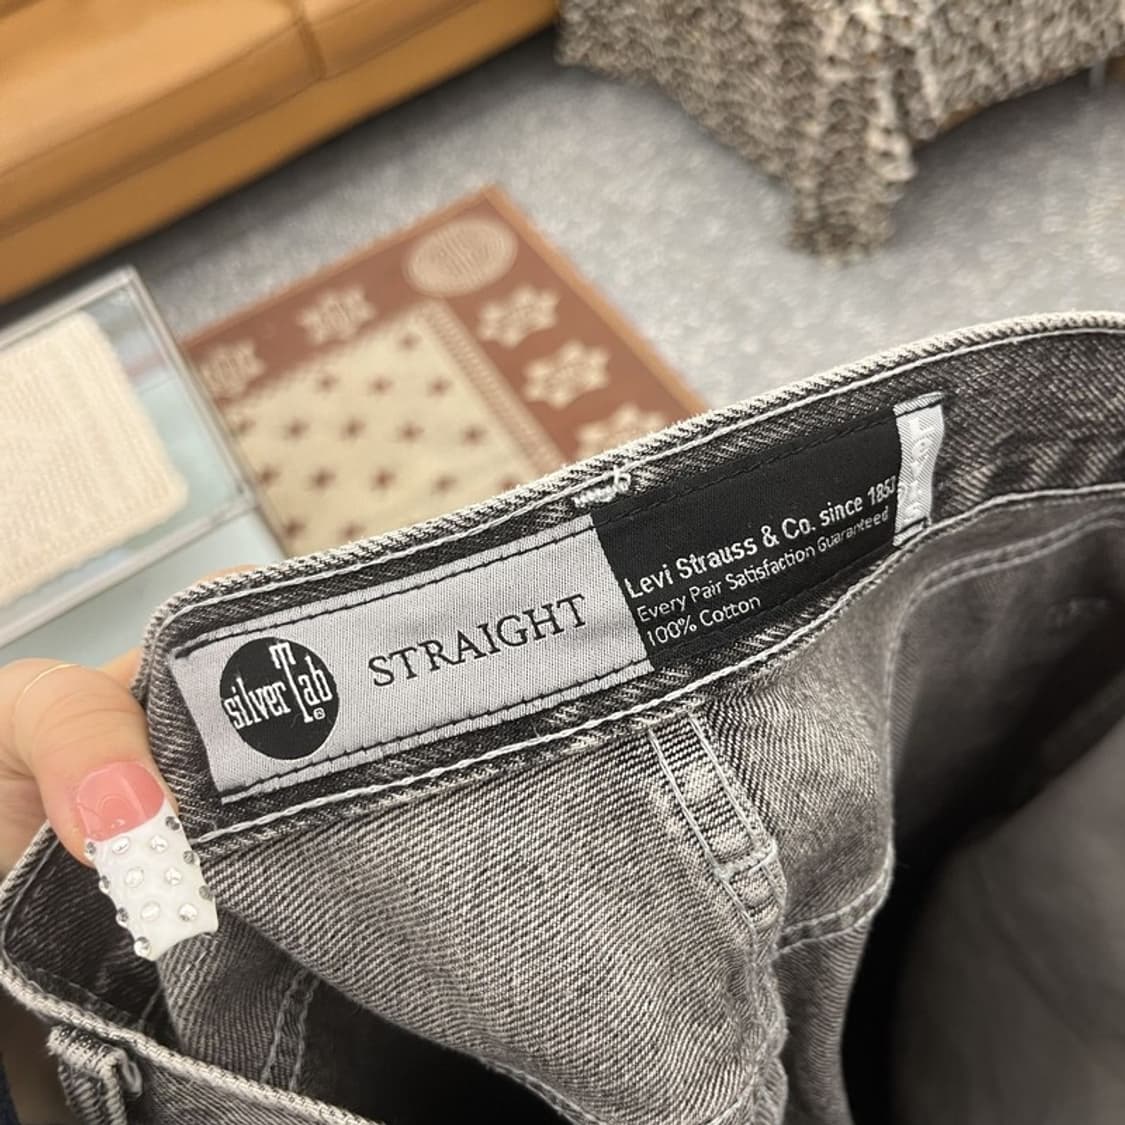 silverTab®
STRAIGHT
Levi Strauss & Co. since 1853
Every Pair Satisfaction Guaranteed
100% Cotton